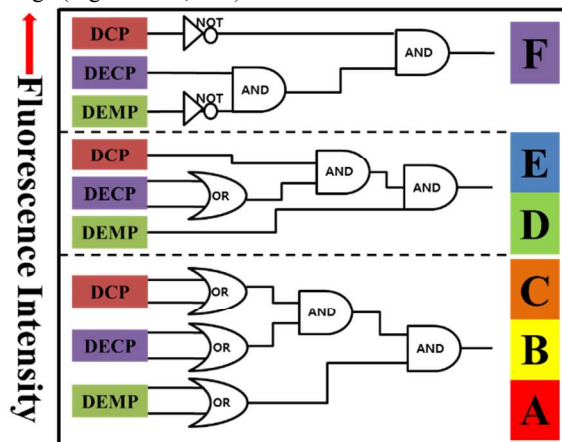 Fluorescence Intensity
DCP NOT AND F
DECP AND
DEMP NOT
DCP AND E
DECP OR AND
DEMP D
DCP OR C
AND
DECP OR AND B
DEMP OR A